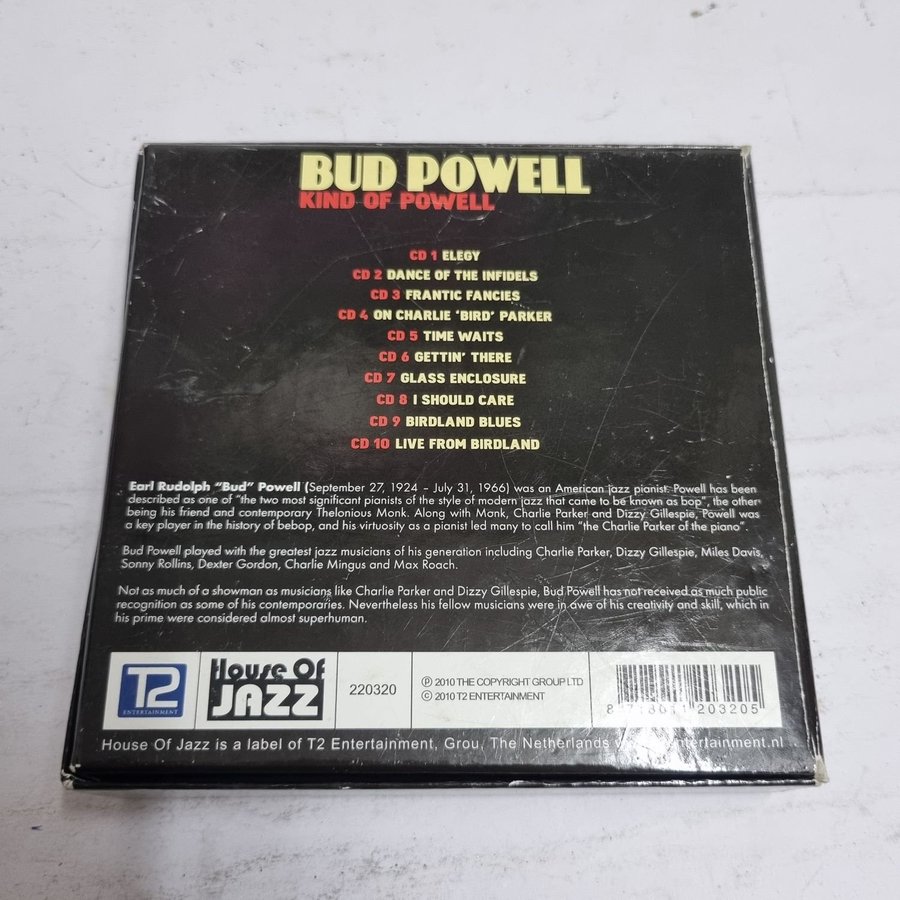 BUD POWELL
KIND OF POWELL
CD 1 ELEGY
CD 2 DANCE OF THE INFIDELS
CD 3 FRANTIC FANCIES
CD 4 ON CHARLIE 'BIRD' PARKER
CD 5 TIME WAITS
CD 6 GETTIN' THERE
CD 7 GLASS ENCLOSURE
CD 8 I SHOULD CARE
CD 9 BIRDLAND BLUES
CD 10 LIVE FROM BIRDLAND
Earl Rudolph "Bud" Powell (September 27, 1924 - July 31, 1966) was an American jazz pianist. Powell has been
described as one of "the two most significant pianists of the style of modern jazz that came to be known as bop", the other
being his friend and contemporary Thelonious Monk. Along with Mank, Charlie Parker and Dizzy Gillespie, Powell was
a key player in the history of bebop, and his virtuosity as a pianist led many to call him "the Charlie Parker of the piano".
Bud Powell played with the greatest jazz musicians of his generation including Charlie Parker, Dizzy Gillespie, Miles Davis,
Sonny Rollins, Dexter Gordon, Charlie Mingus and Max Roach.
Not as much of a showman as musicians like Charlie Parker and Dizzy Gillespie, Bud Powell has not received as much public
recognition as some of his contemporaries. Nevertheless his fellow musicians were in awe of his creativity and skill, which in
his prime were considered almost superhuman.
T2
ENTERTAINMENT
House Of
JAZZ
220320
℗ 2010 THE COPYRIGHT GROUP LTD
© 2010 T2 ENTERTAINMENT
203205
House Of Jazz is a label of T2 Entertainment, Grou, The Netherlands